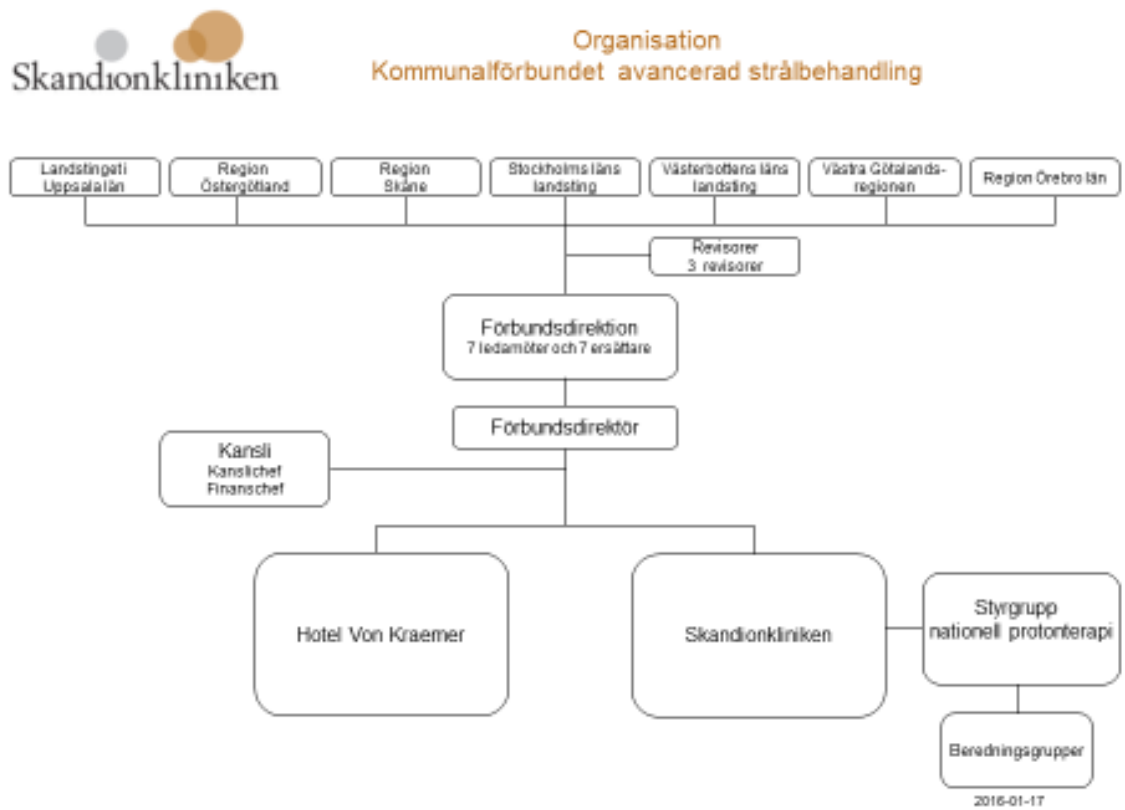 Skandionkliniken
Organisation
Kommunalförbundet avancerad strålbehandling
Landstinget i
Uppsala län
Region
Östergötland
Region
Skåne
Stockholms läns
landsting
Västerbottens läns
landsting
Västra Götalands-
regionen
Region Örebro län
Revisorer
3 revisorer
Förbundsdirektion
7 ledamöter och 7 ersättare
Förbundsdirektör
Kansli
Kanslichef
Finanschef
Hotel Von Kraemer
Skandionkliniken
Styrgrupp
nationell protonterapi
Beredningsgrupper
2016-01-17